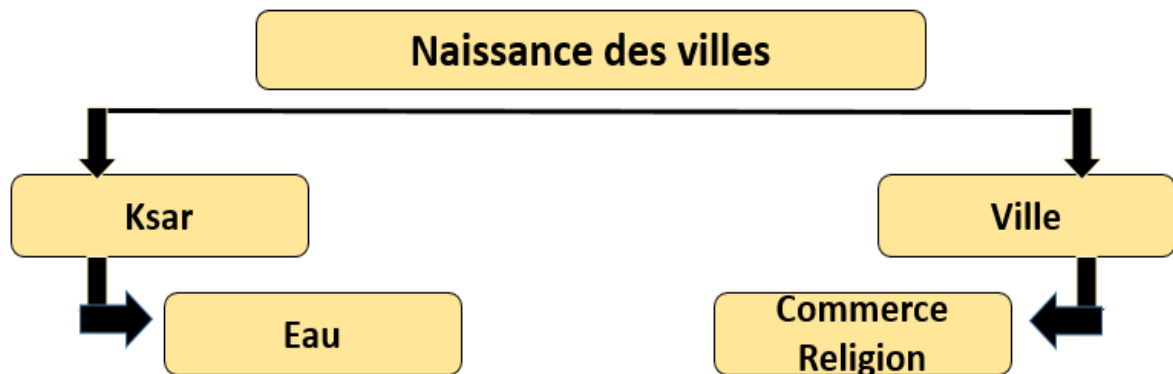 Naissance des villes
Ksar
Ville
Eau
Commerce
Religion